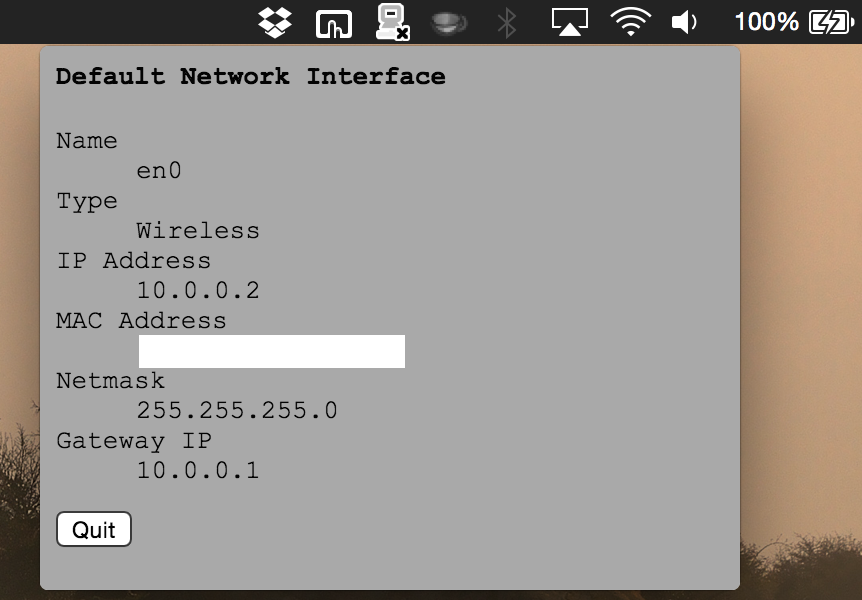 100%
Default Network Interface
Name
en0
Type
Wireless
IP Address
10.0.0.2
MAC Address
Netmask
255.255.255.0
Gateway IP
10.0.0.1
Quit